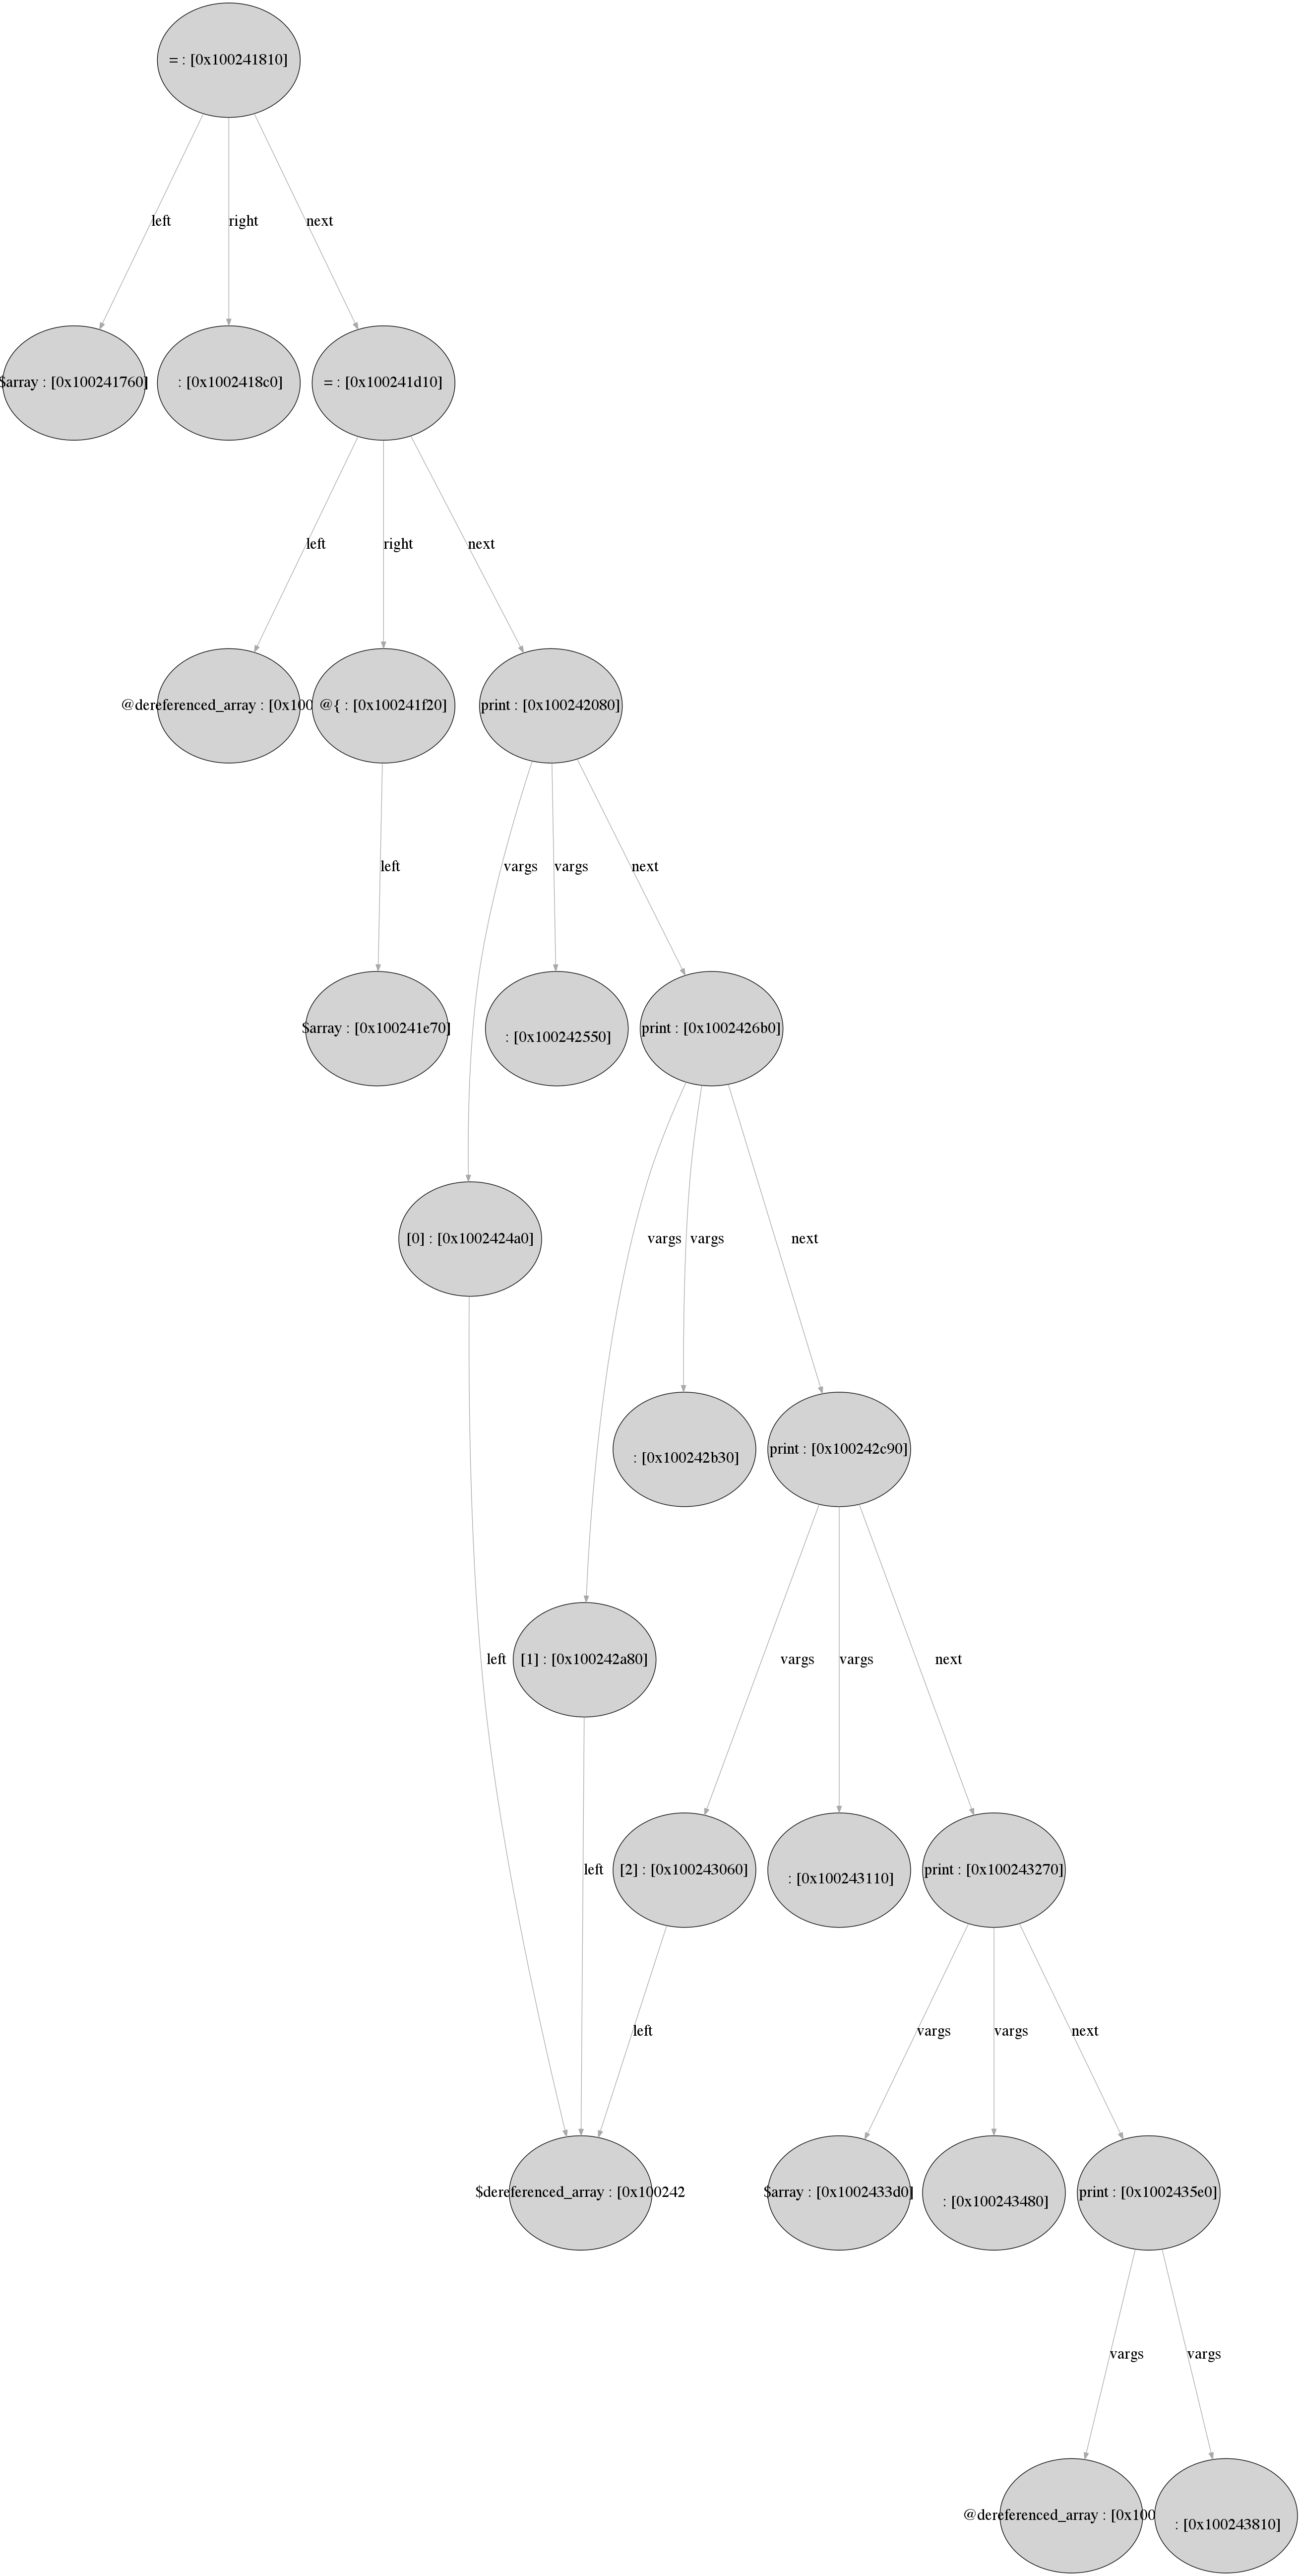 = : [0x100241810]
left
right
next
$array : [0x100241760]
: [0x1002418c0]
= : [0x100241d10]
left
right
next
@dereferenced_array : [0x100
@{ : [0x100241f20]
print : [0x100242080]
left
vargs
vargs
next
$array : [0x100241e70]
: [0x100242550]
print : [0x1002426b0]
[0] : [0x1002424a0]
vargs
vargs
next
: [0x100242b30]
print : [0x100242c90]
left
[1] : [0x100242a80]
vargs
vargs
next
left
[2] : [0x100243060]
: [0x100243110]
print : [0x100243270]
left
vargs
vargs
next
$dereferenced_array : [0x100242
$array : [0x1002433d0]
: [0x100243480]
print : [0x1002435e0]
vargs
vargs
@dereferenced_array : [0x100
: [0x100243810]